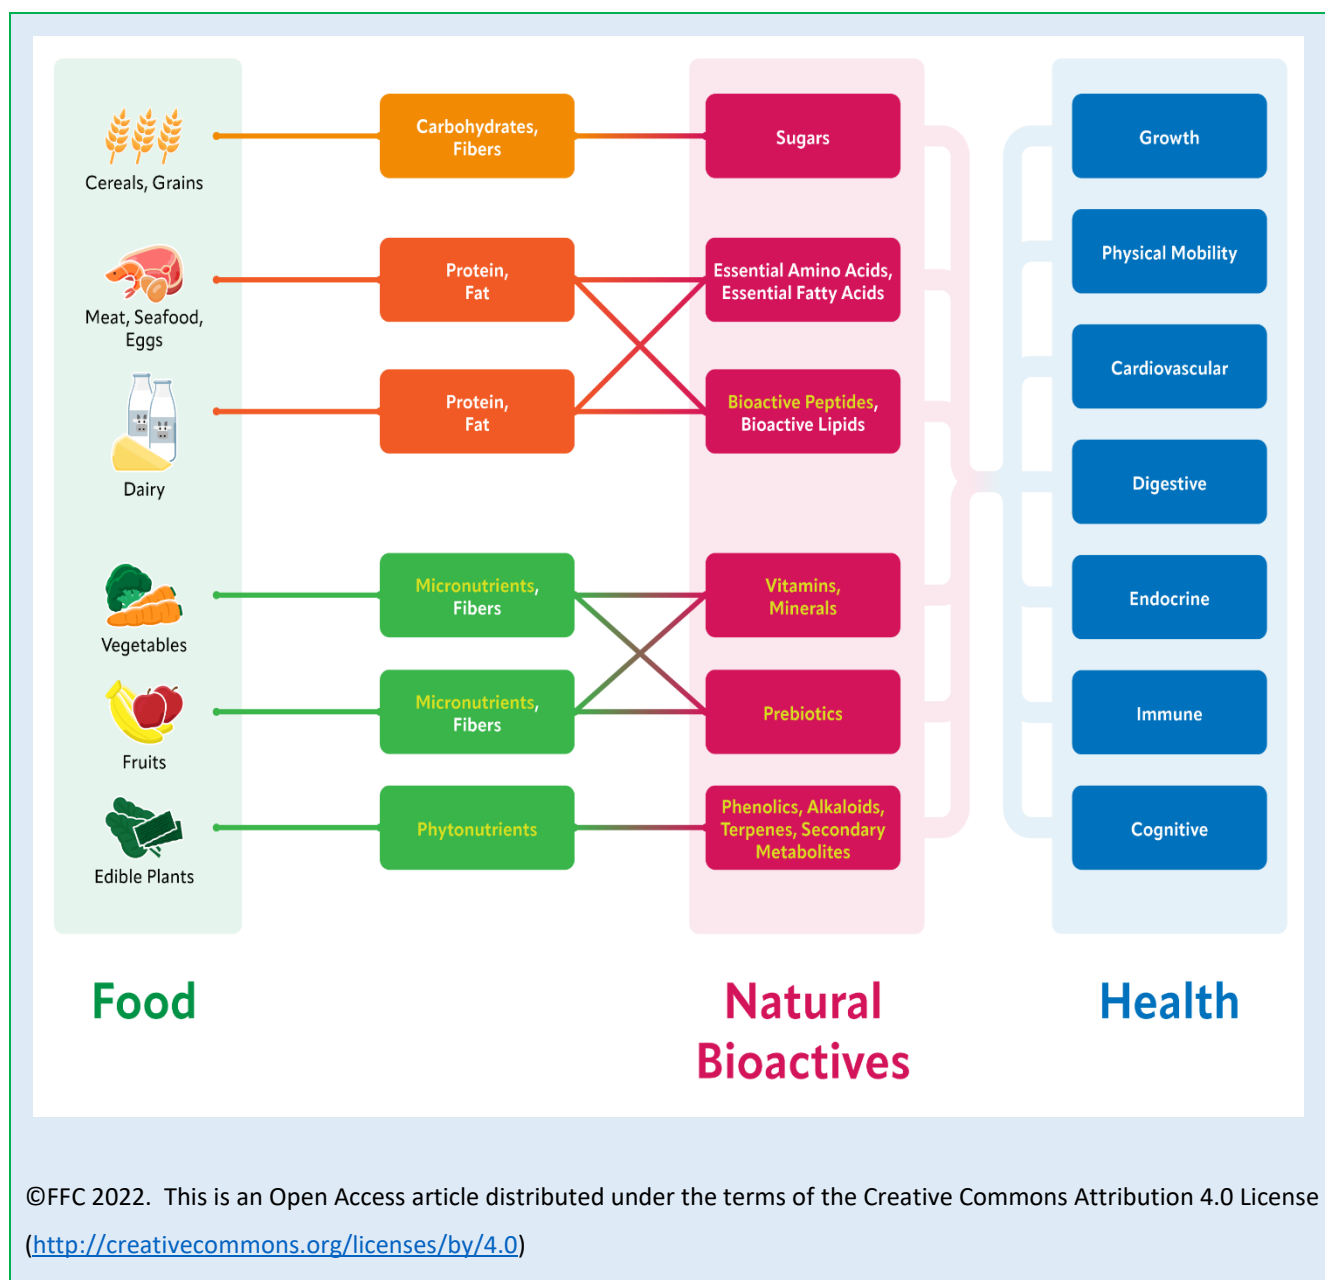 Cereals, Grains
Carbohydrates,
Fibers
Sugars
Growth
Meat, Seafood,
Eggs
Protein,
Fat
Essential Amino Acids,
Essential Fatty Acids
Physical Mobility
Dairy
Protein,
Fat
Bioactive Peptides,
Bioactive Lipids
Cardiovascular
Digestive
Vegetables
Micronutrients,
Fibers
Vitamins,
Minerals
Endocrine
Fruits
Micronutrients,
Fibers
Prebiotics
Immune
Edible Plants
Phytonutrients
Phenolics, Alkaloids,
Terpenes, Secondary
Metabolites
Cognitive
Food
Natural
Bioactives
Health
©FFC 2022.  This is an Open Access article distributed under the terms of the Creative Commons Attribution 4.0 License
(http://creativecommons.org/licenses/by/4.0)